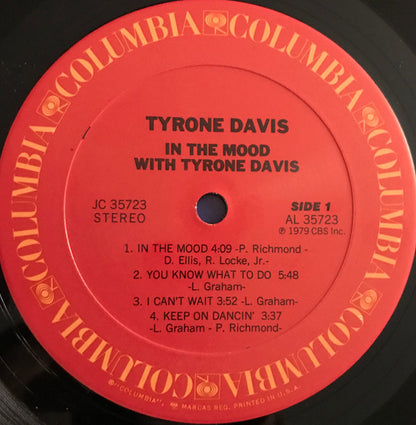 COLUMBIA COLUMBIA COLUMBIA COLUMBIA COLUMBIA COLUMBIA
TYRONE DAVIS
IN THE MOOD
WITH TYRONE DAVIS
JC 35723
STEREO
SIDE 1
AL 35723
℗ 1979 CBS Inc.
1. IN THE MOOD 4:09 -P. Richmond -
D. Ellis, R. Locke, Jr.-
2. YOU KNOW WHAT TO DO 5:48
-L. Graham-
3. I CAN'T WAIT 3:52 -L. Graham-
4. KEEP ON DANCIN' 3:37
-L. Graham - P. Richmond-
©"COLUMBIA", MARCAS REG. PRINTED IN U.S.A.